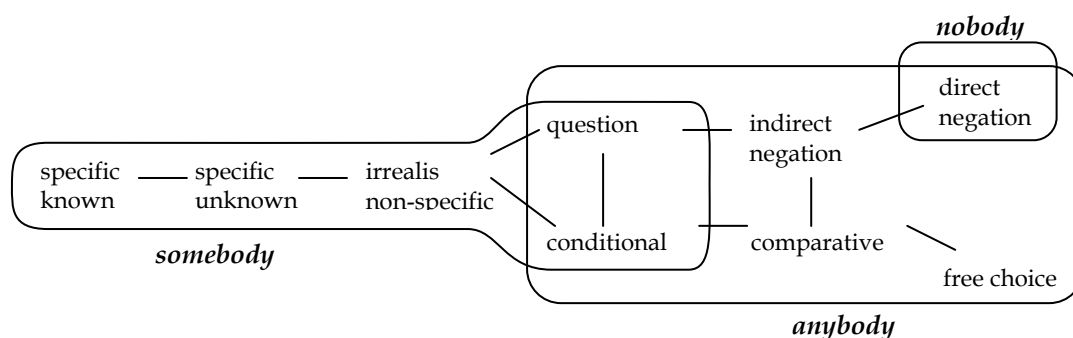 nobody
direct
negation
question
indirect
negation
specific
known
specific
unknown
irrealis
non-specific
conditional
comparative
somebody
free choice
anybody